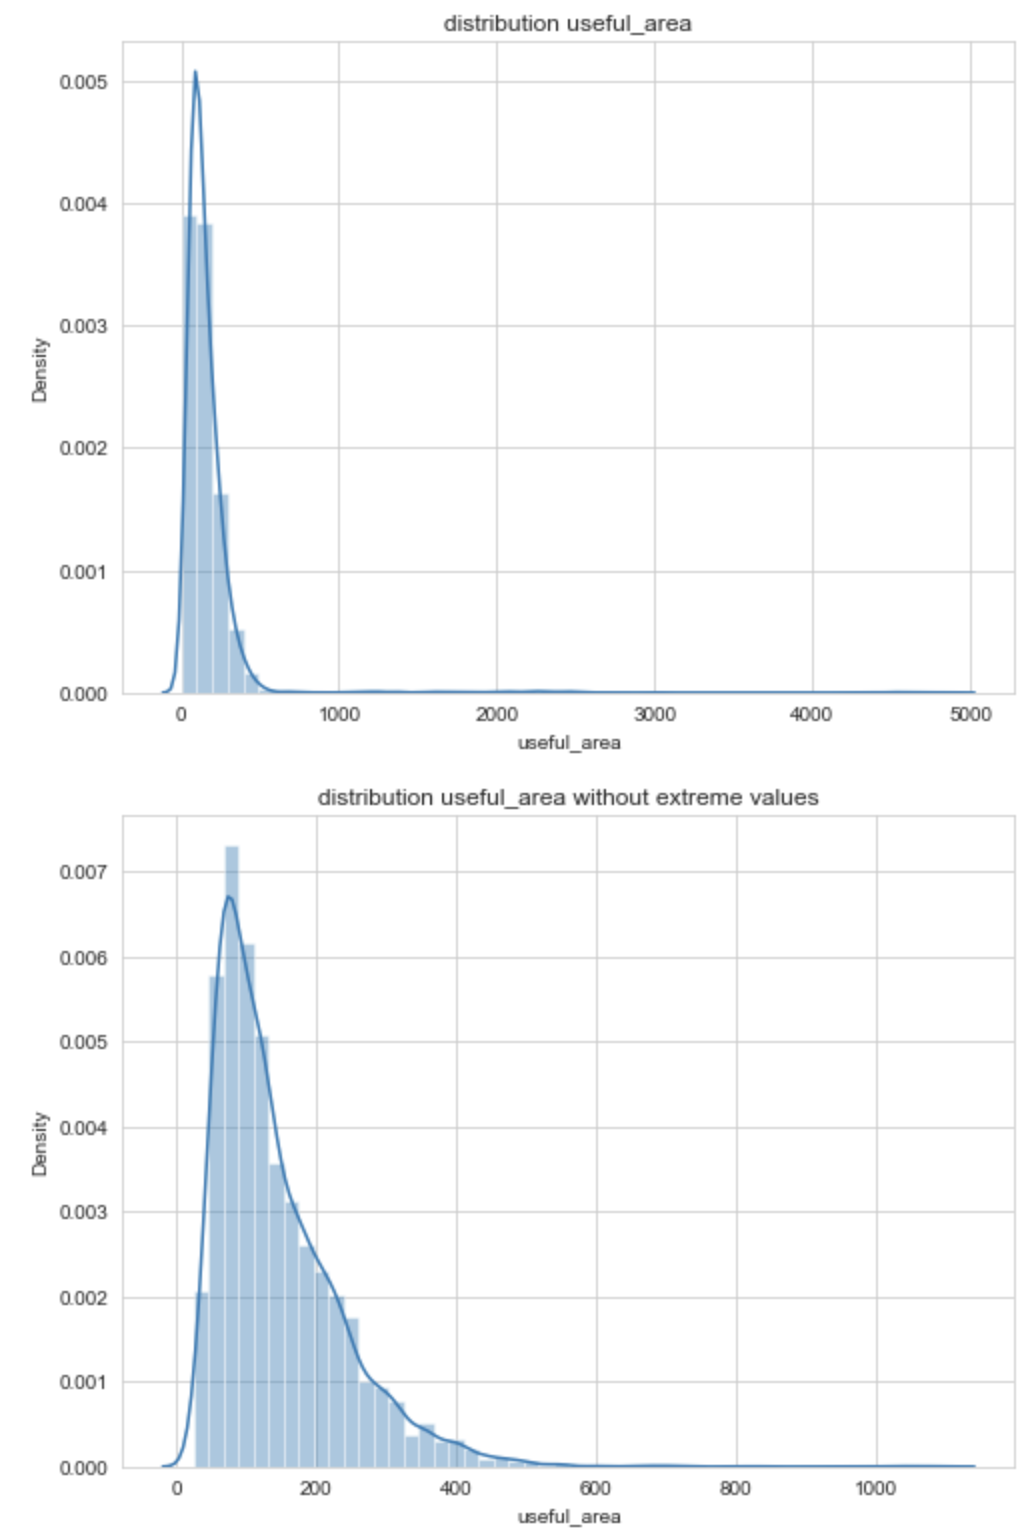 distribution useful_area
0.005
0.004
0.003
0.002
0.001
0.000
Density
0 1000 2000 3000 4000 5000
useful_area
distribution useful_area without extreme values
0.007
0.006
0.005
0.004
0.003
0.002
0.001
0.000
Density
0 200 400 600 800 1000
useful_area